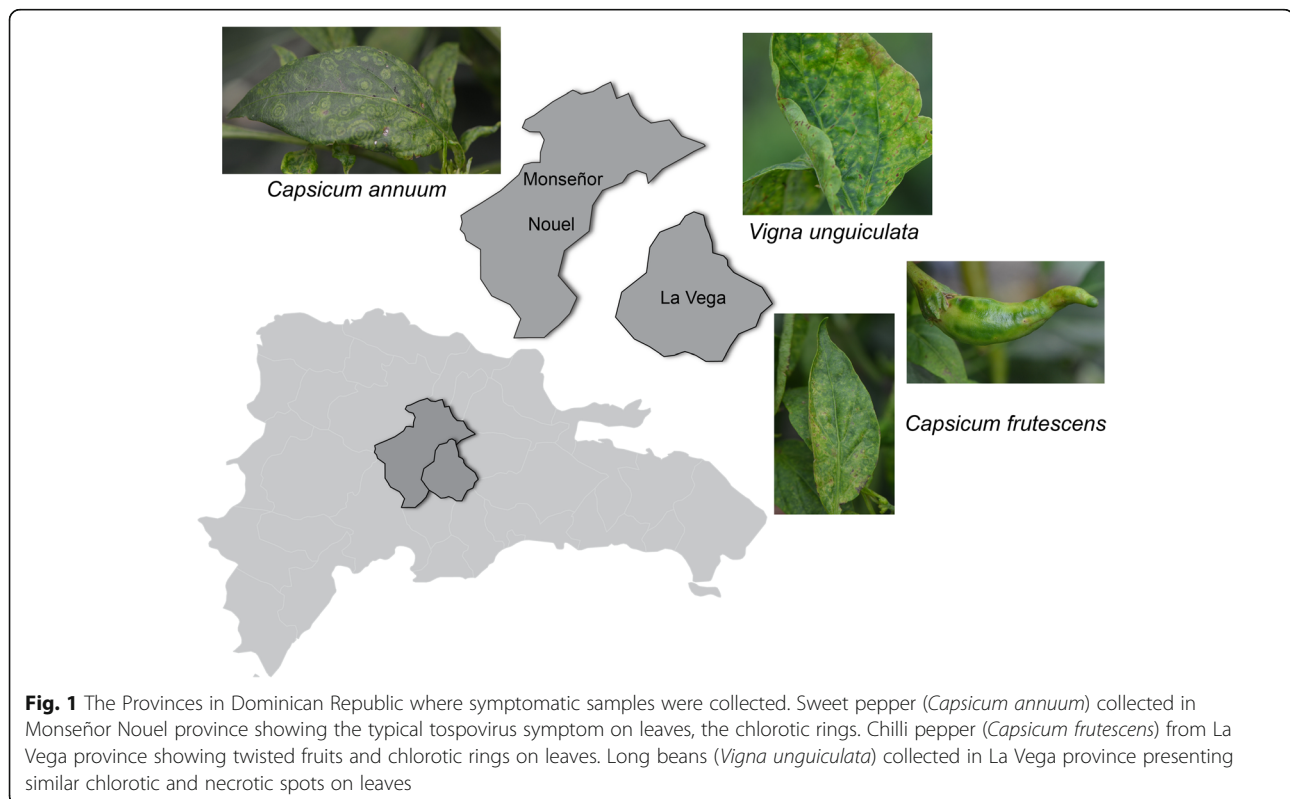 Capsicum annuum
Monseñor
Nouel
Vigna unguiculata
La Vega
Capsicum frutescens
Fig. 1 The Provinces in Dominican Republic where symptomatic samples were collected. Sweet pepper (Capsicum annuum) collected in
Monseñor Nouel province showing the typical tospovirus symptom on leaves, the chlorotic rings. Chilli pepper (Capsicum frutescens) from La
Vega province showing twisted fruits and chlorotic rings on leaves. Long beans (Vigna unguiculata) collected in La Vega province presenting
similar chlorotic and necrotic spots on leaves